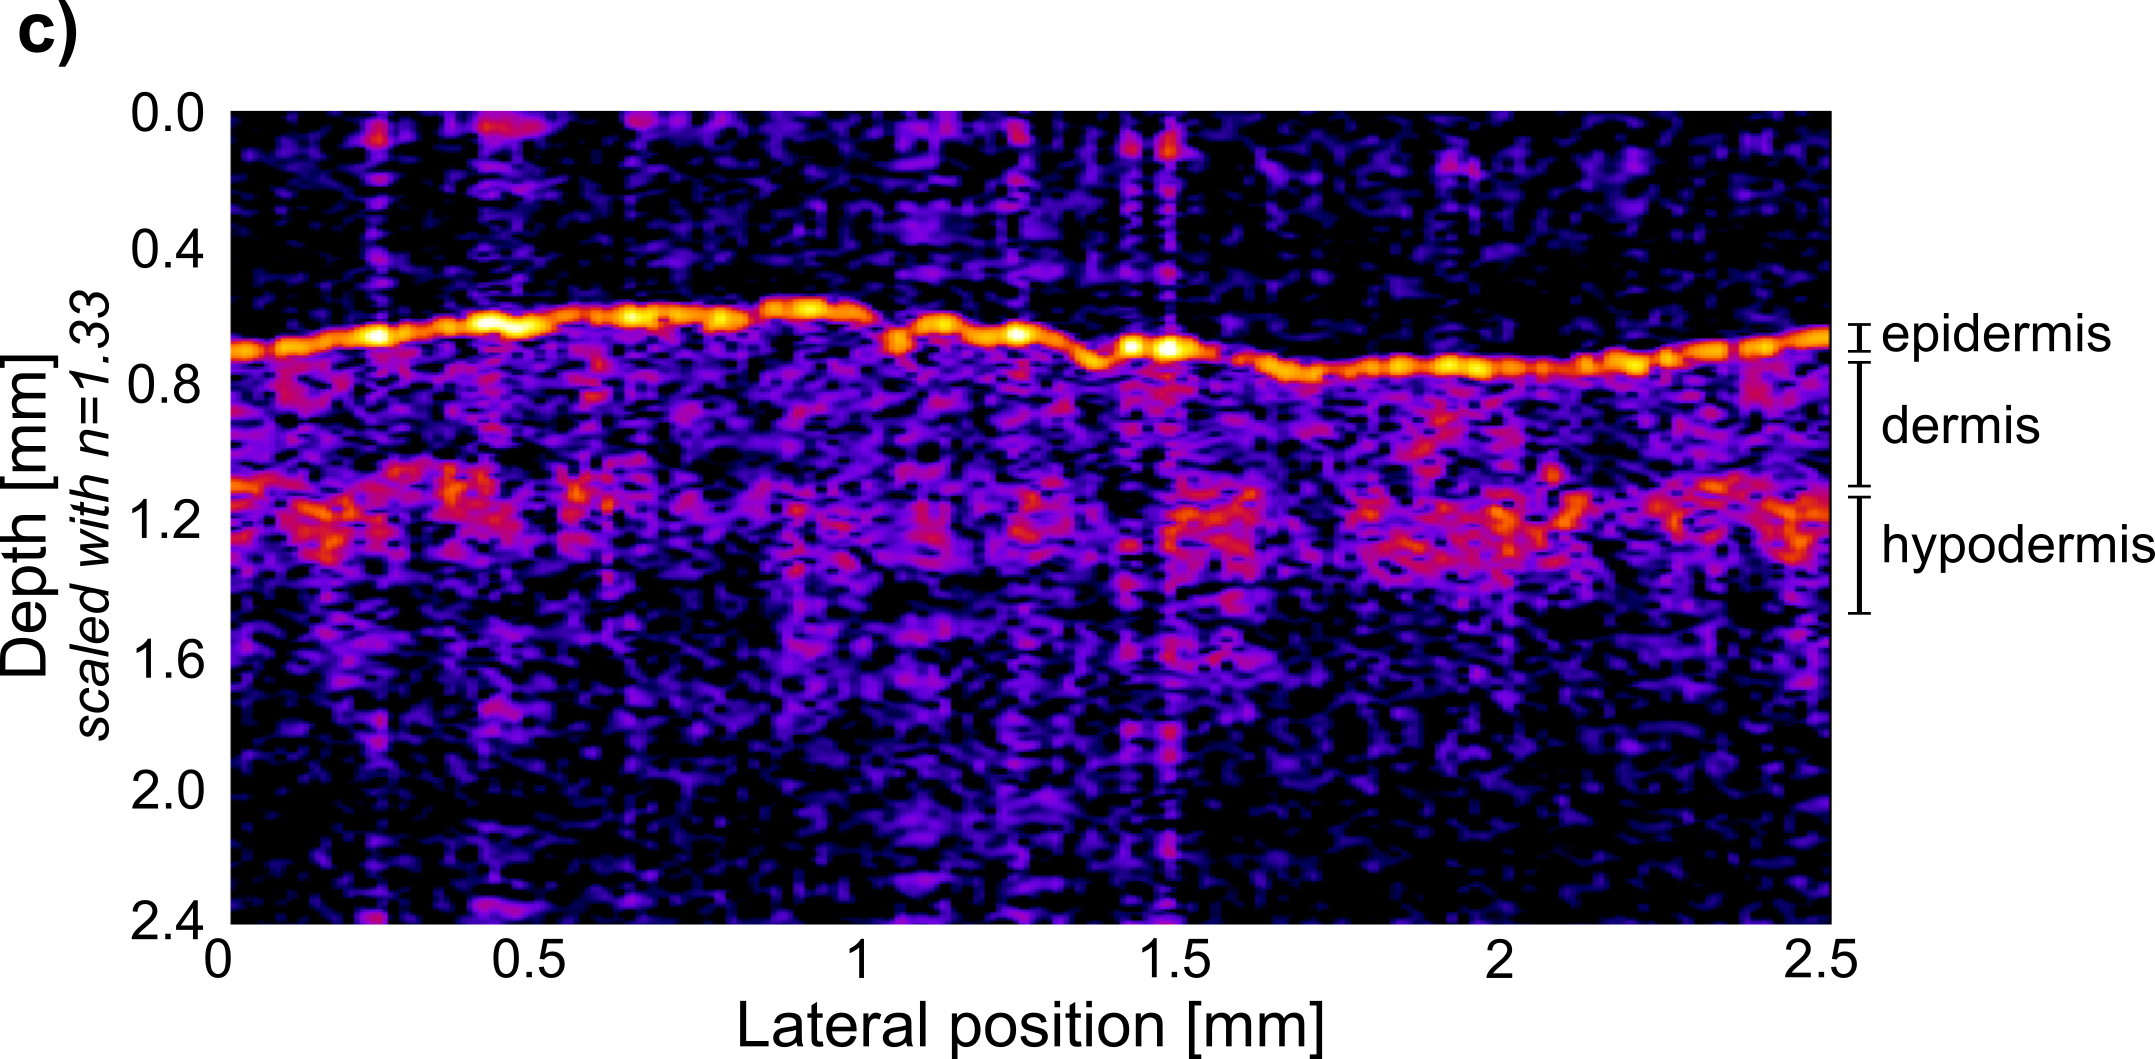 c)
Depth [mm]
scaled with n=1.33
0.0
0.4
0.8
1.2
1.6
2.0
2.4
0
0.5
1
1.5
2
2.5
Lateral position [mm]
epidermis
dermis
hypodermis